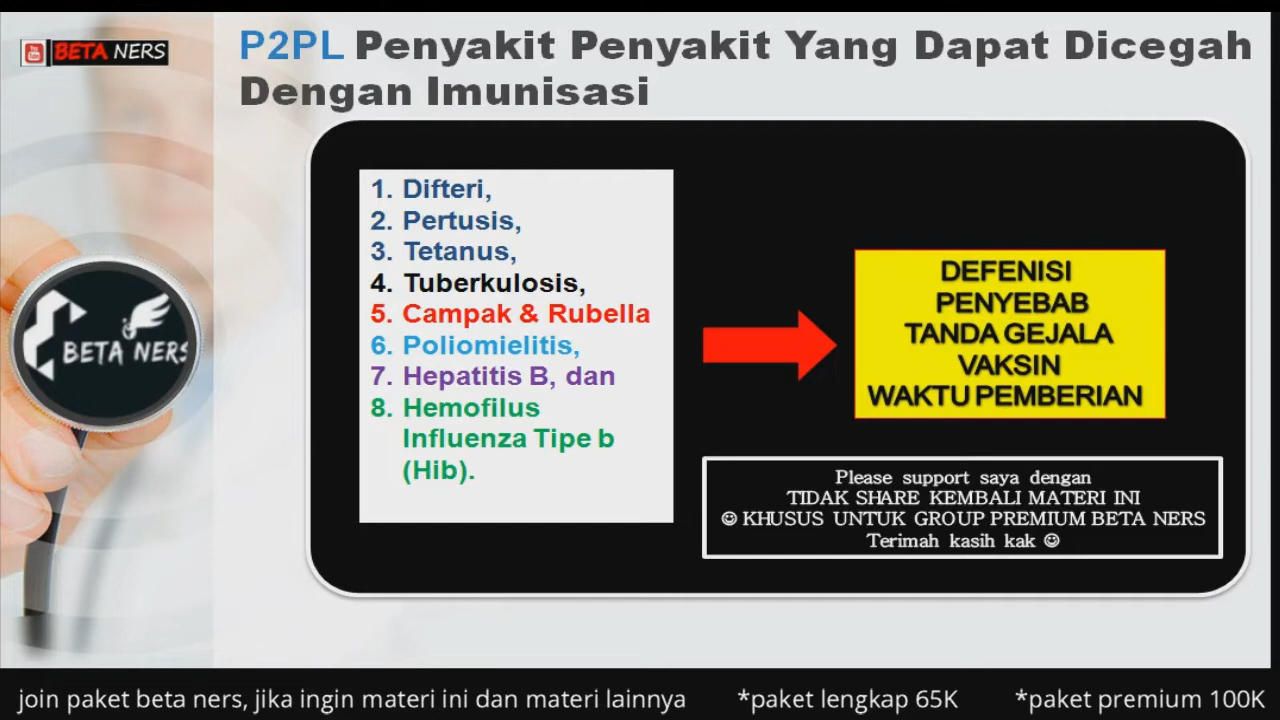 BETA NERS
P2PL Penyakit Penyakit Yang Dapat Dicegah
Dengan Imunisasi
1. Difteri,
2. Pertusis,
3. Tetanus,
4. Tuberkulosis,
5. Campak & Rubella
6. Poliomielitis,
7. Hepatitis B, dan
8. Hemofilus
Influenza Tipe b
(Hib).
DEFENISI
PENYEBAB
TANDA GEJALA
VAKSIN
WAKTU PEMBERIAN
BETA NERS
Please support saya dengan
TIDAK SHARE KEMBALI MATERI INI
☺ KHUSUS UNTUK GROUP PREMIUM BETA NERS
Terimah kasih kak ☺
join paket beta ners, jika ingin materi ini dan materi lainnya *paket lengkap 65K *paket premium 100K